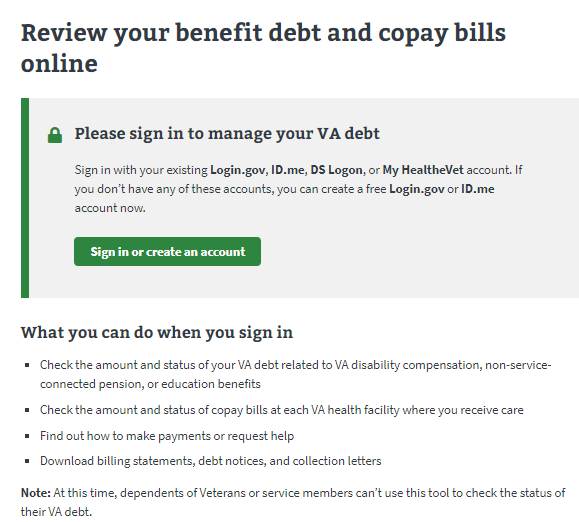 Review your benefit debt and copay bills
online
Please sign in to manage your VA debt
Sign in with your existing Login.gov, ID.me, DS Logon, or My HealtheVet account. If
you don't have any of these accounts, you can create a free Login.gov or ID.me
account now.
Sign in or create an account
What you can do when you sign in
▪ Check the amount and status of your VA debt related to VA disability compensation, non-service-
connected pension, or education benefits
▪ Check the amount and status of copay bills at each VA health facility where you receive care
▪ Find out how to make payments or request help
▪ Download billing statements, debt notices, and collection letters
Note: At this time, dependents of Veterans or service members can't use this tool to check the status of
their VA debt.